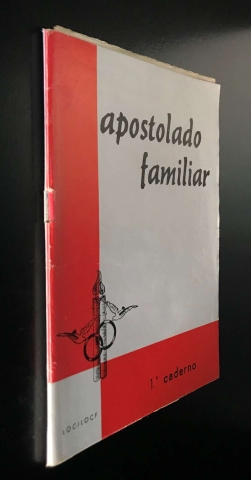 apostolado
familiar
1.º caderno
LOCILOCF